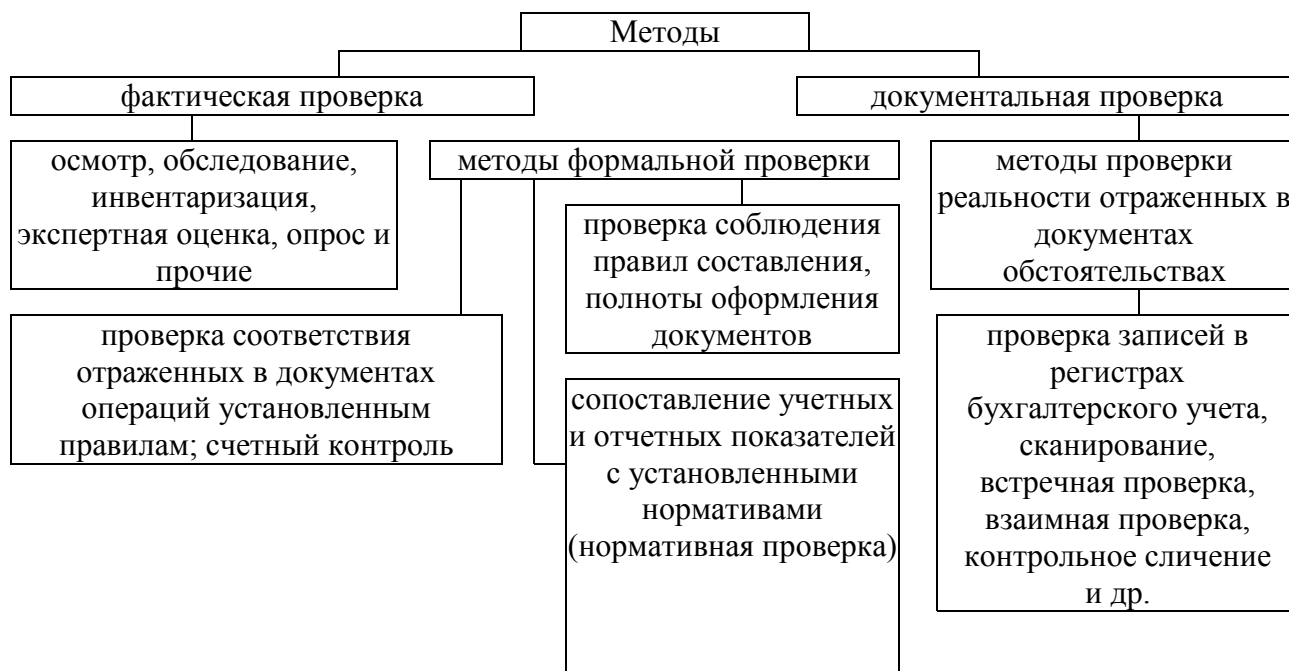 Методы
фактическая проверка
документальная проверка
осмотр, обследование,
инвентаризация,
экспертная оценка, опрос и
прочие
методы формальной проверки
методы проверки
реальности отраженных в
документах
обстоятельствах
проверка соблюдения
правил составления,
полноты оформления
документов
проверка соответствия
отраженных в документах
операций установленным
правилам; счетный контроль
сопоставление учетных
и отчетных показателей
с установленными
нормативами
(нормативная проверка)
проверка записей в
регистрах
бухгалтерского учета,
сканирование,
встречная проверка,
взаимная проверка,
контрольное сличение
и др.